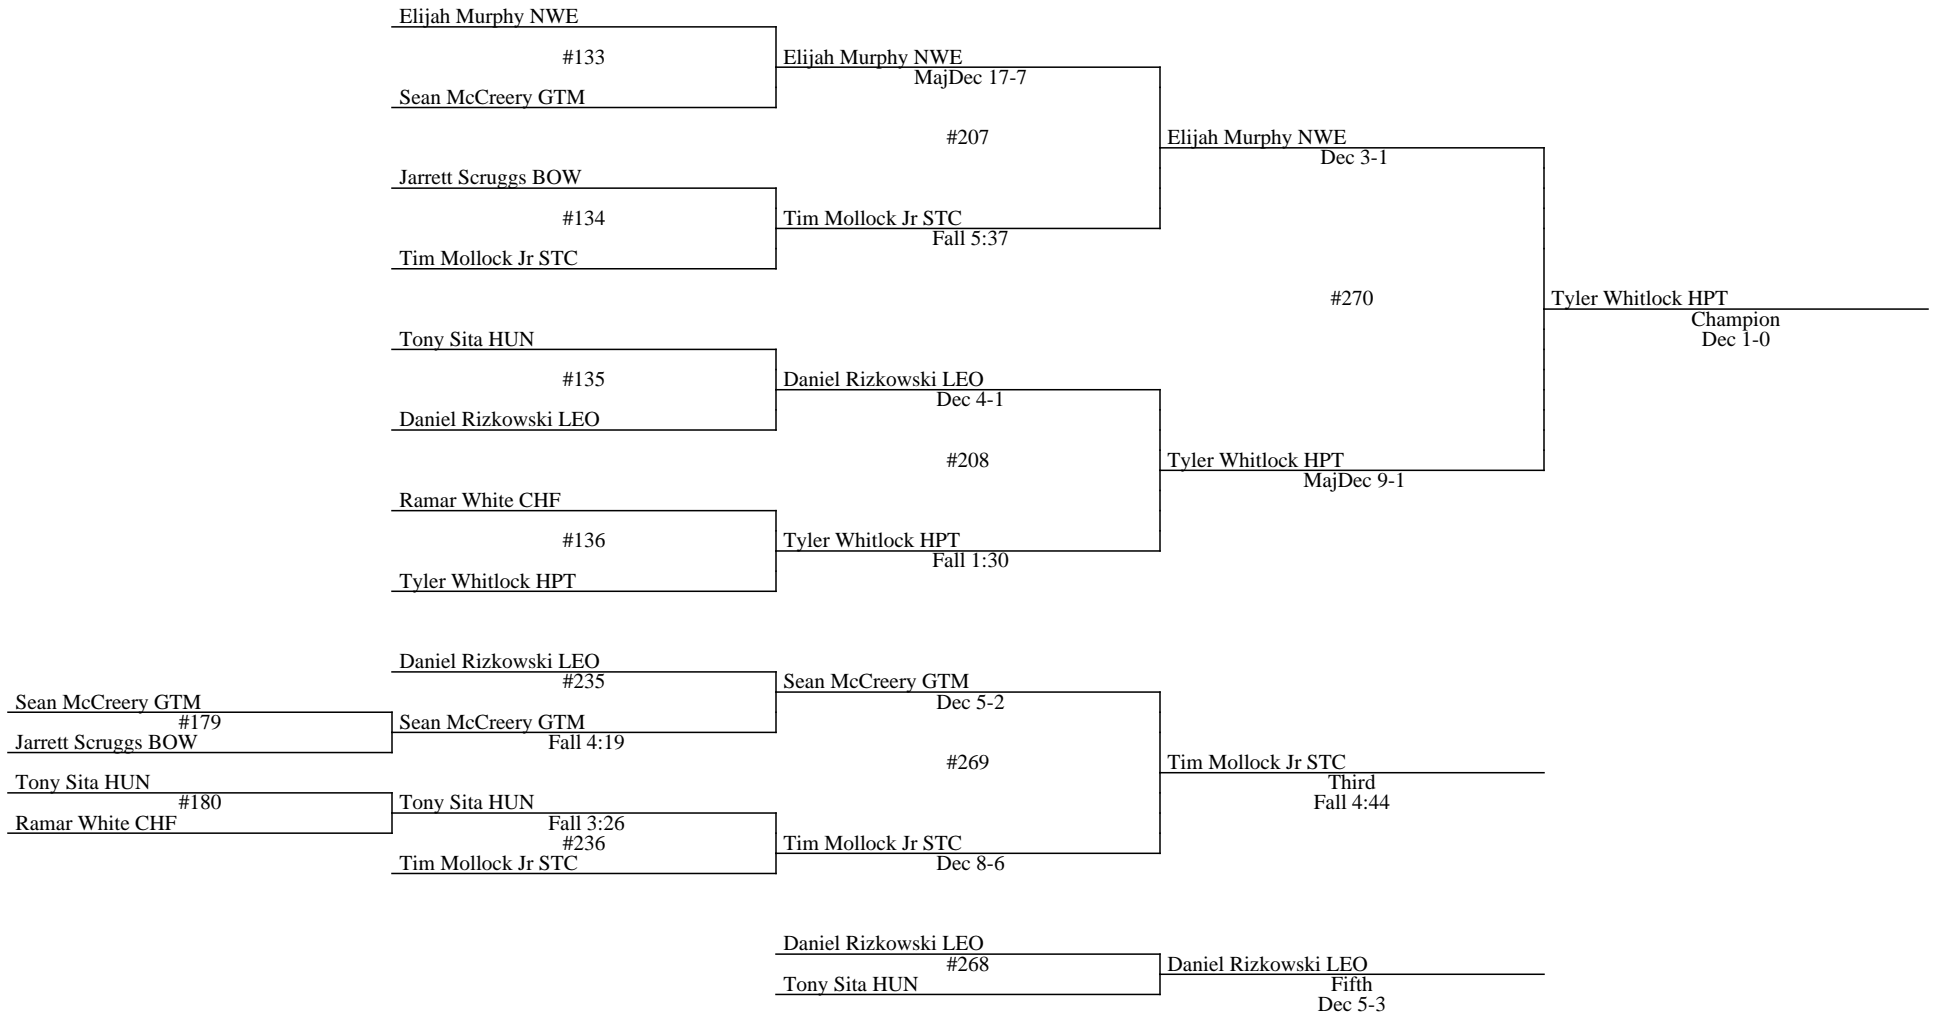 Elijah Murphy NWE
#133
Sean McCreery GTM
Elijah Murphy NWE
MajDec 17-7
Jarrett Scruggs BOW
#134
Tim Mollock Jr STC
Tim Mollock Jr STC
Fall 5:37
#207
Elijah Murphy NWE
Dec 3-1
Tony Sita HUN
#135
Daniel Rizkowski LEO
Daniel Rizkowski LEO
Dec 4-1
Ramar White CHF
#136
Tyler Whitlock HPT
Tyler Whitlock HPT
Fall 1:30
#208
Tyler Whitlock HPT
MajDec 9-1
#270
Tyler Whitlock HPT
Champion
Dec 1-0
Sean McCreery GTM
#179
Jarrett Scruggs BOW
Tony Sita HUN
#180
Ramar White CHF
Daniel Rizkowski LEO
#235
Sean McCreery GTM
Fall 4:19
Tony Sita HUN
Fall 3:26
#236
Tim Mollock Jr STC
Sean McCreery GTM
Dec 5-2
#269
Tim Mollock Jr STC
Dec 8-6
Tim Mollock Jr STC
Third
Fall 4:44
Daniel Rizkowski LEO
#268
Tony Sita HUN
Daniel Rizkowski LEO
Fifth
Dec 5-3